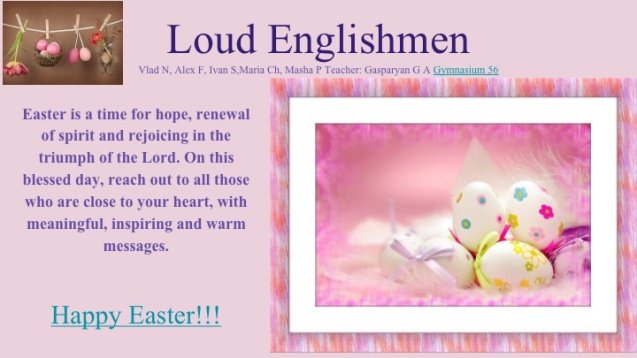 Loud Englishmen
Vlad N, Alex F, Ivan S,Maria Ch, Masha P Teacher: Gasparyan G A Gymnasium 56
Easter is a time for hope, renewal
of spirit and rejoicing in the
triumph of the Lord. On this
blessed day, reach out to all those
who are close to your heart, with
meaningful, inspiring and warm
messages.
Happy Easter!!!